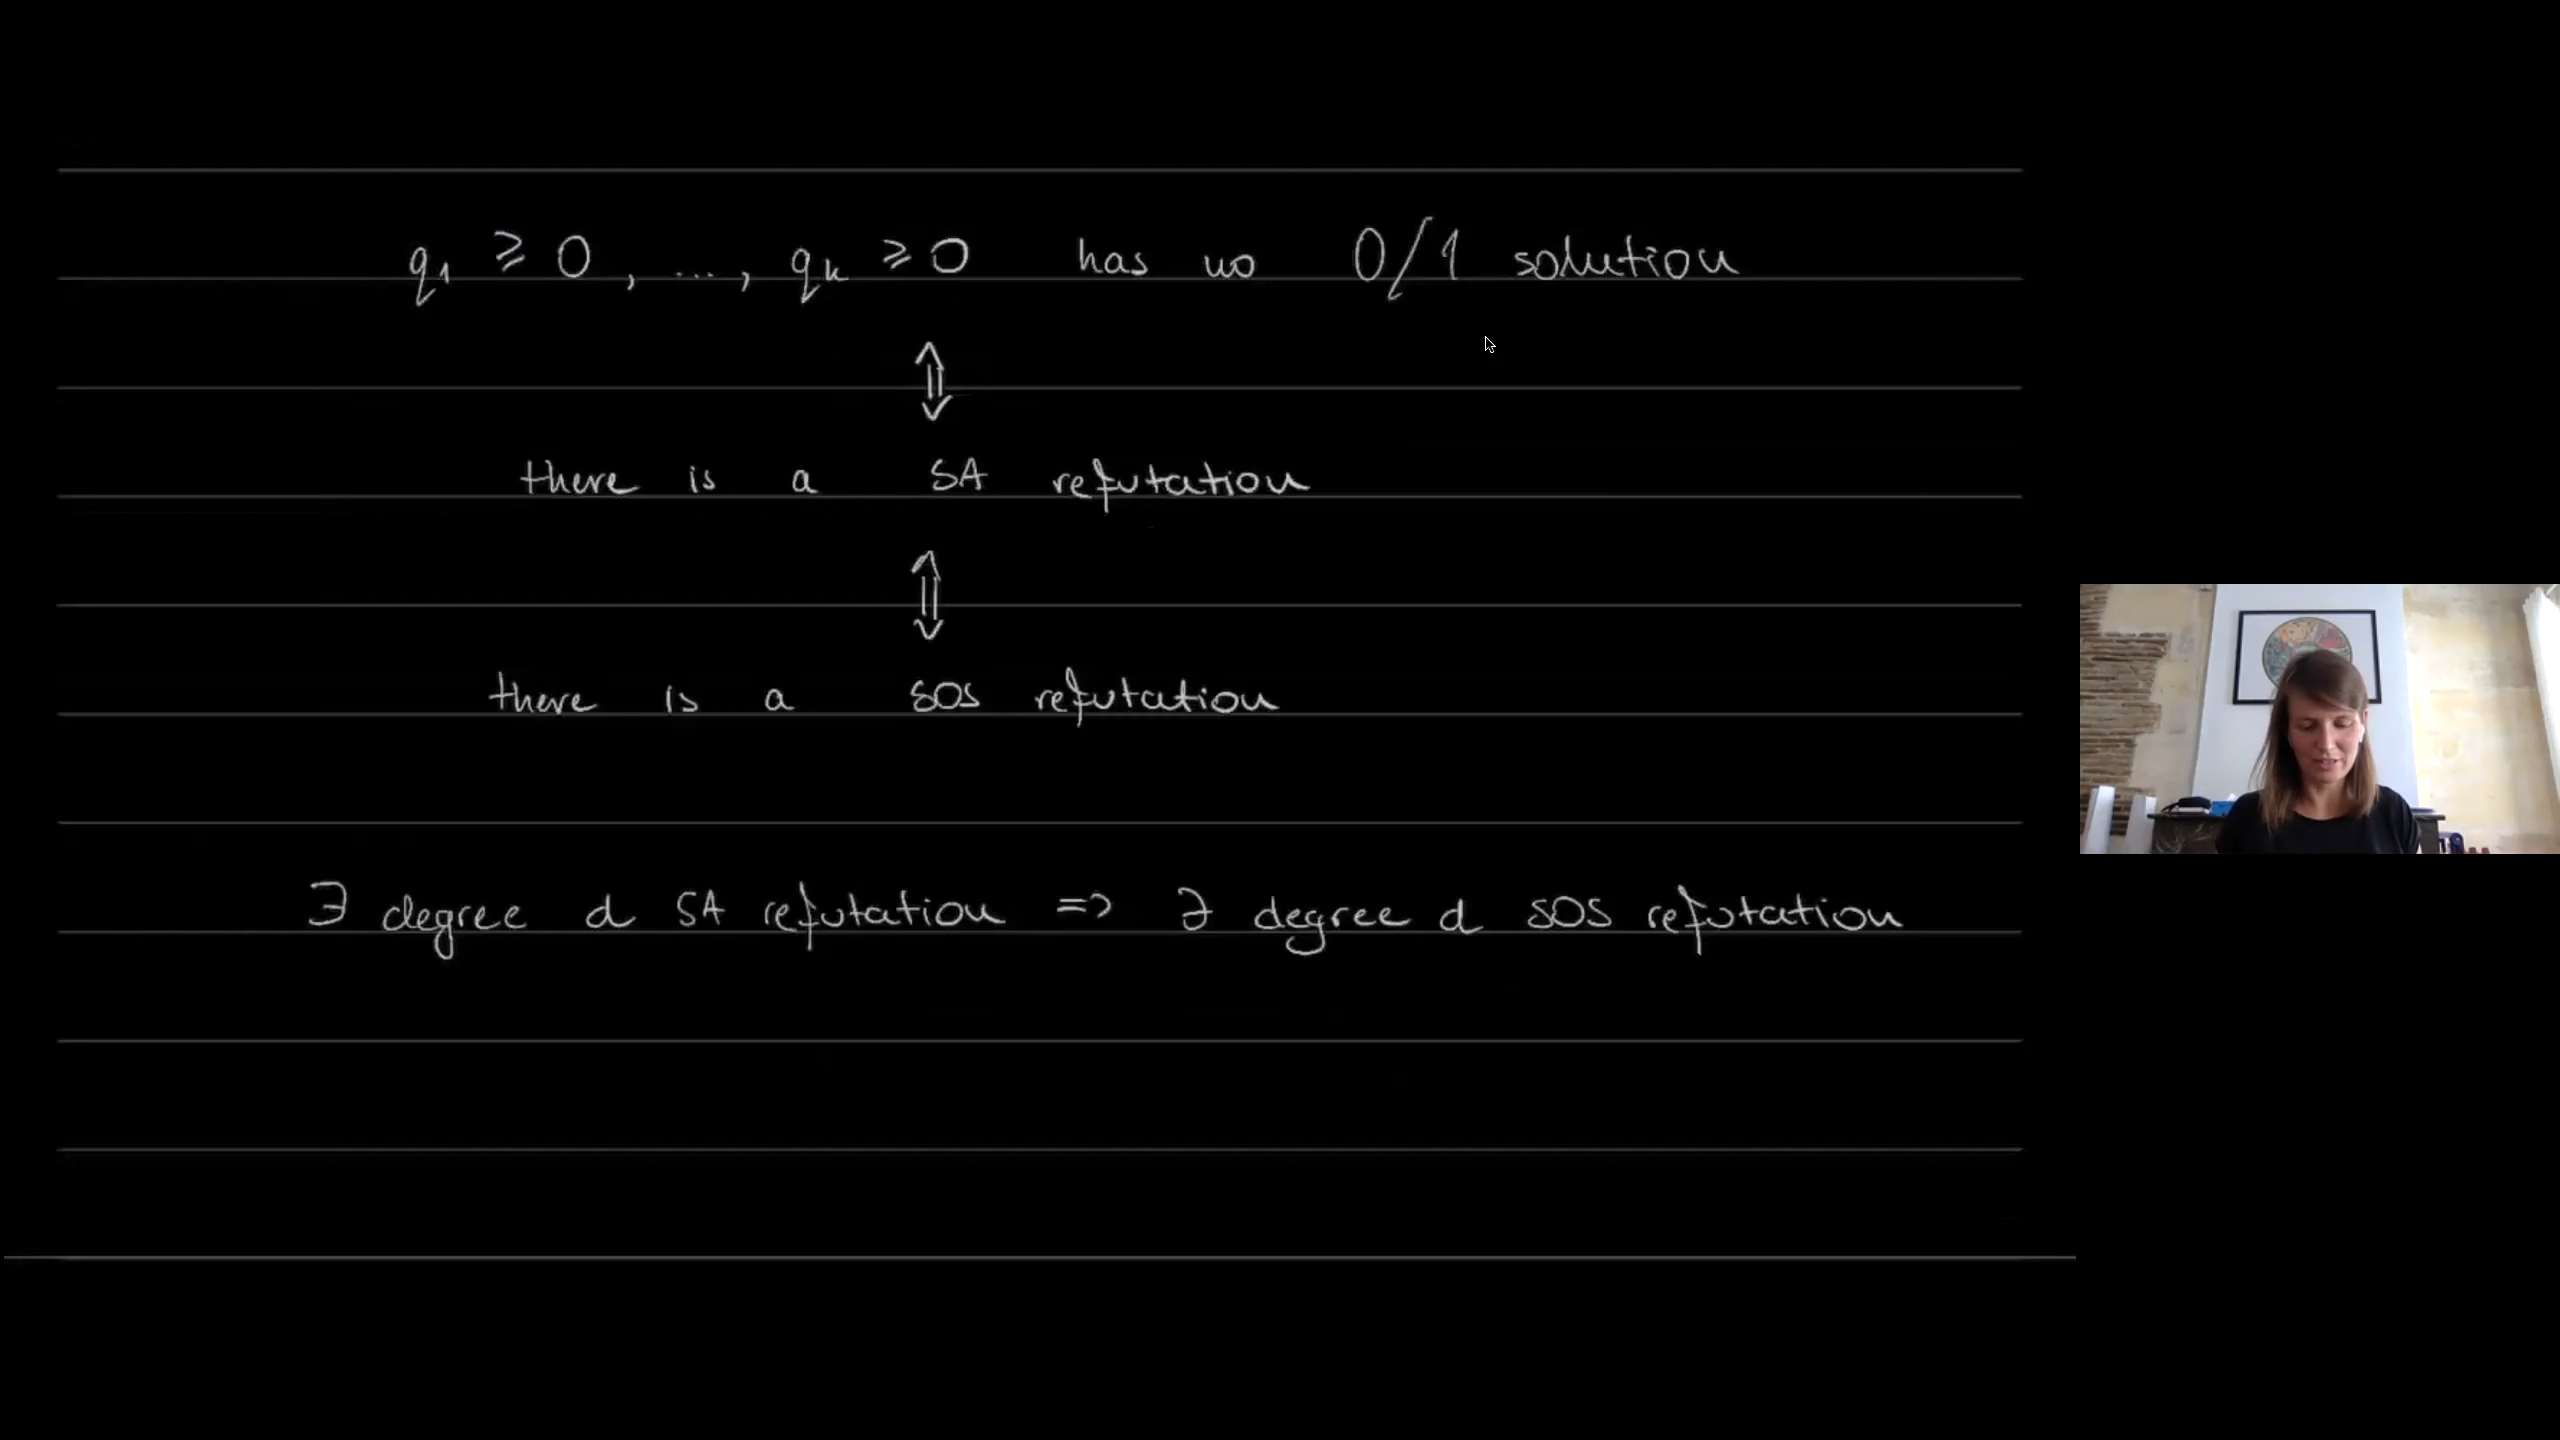 q₁ ⩾ 0, ..., qₖ ⩾ 0 has no 0/1 solution
⇕
there is a SA refutation
⇕
there is a SOS refutation
∃ degree d SA refutation => ∃ degree d SOS refutation